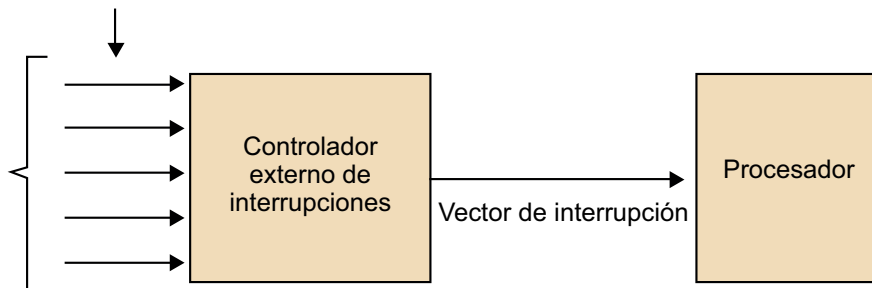 Controlador
externo de
interrupciones
Vector de interrupción
Procesador